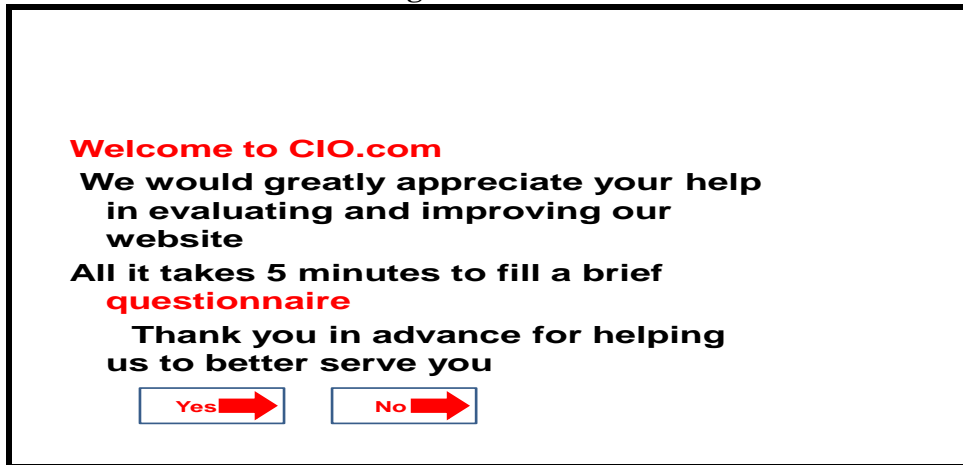 Welcome to CIO.com
We would greatly appreciate your help
in evaluating and improving our
website
All it takes 5 minutes to fill a brief
questionnaire
Thank you in advance for helping
us to better serve you
Yes No